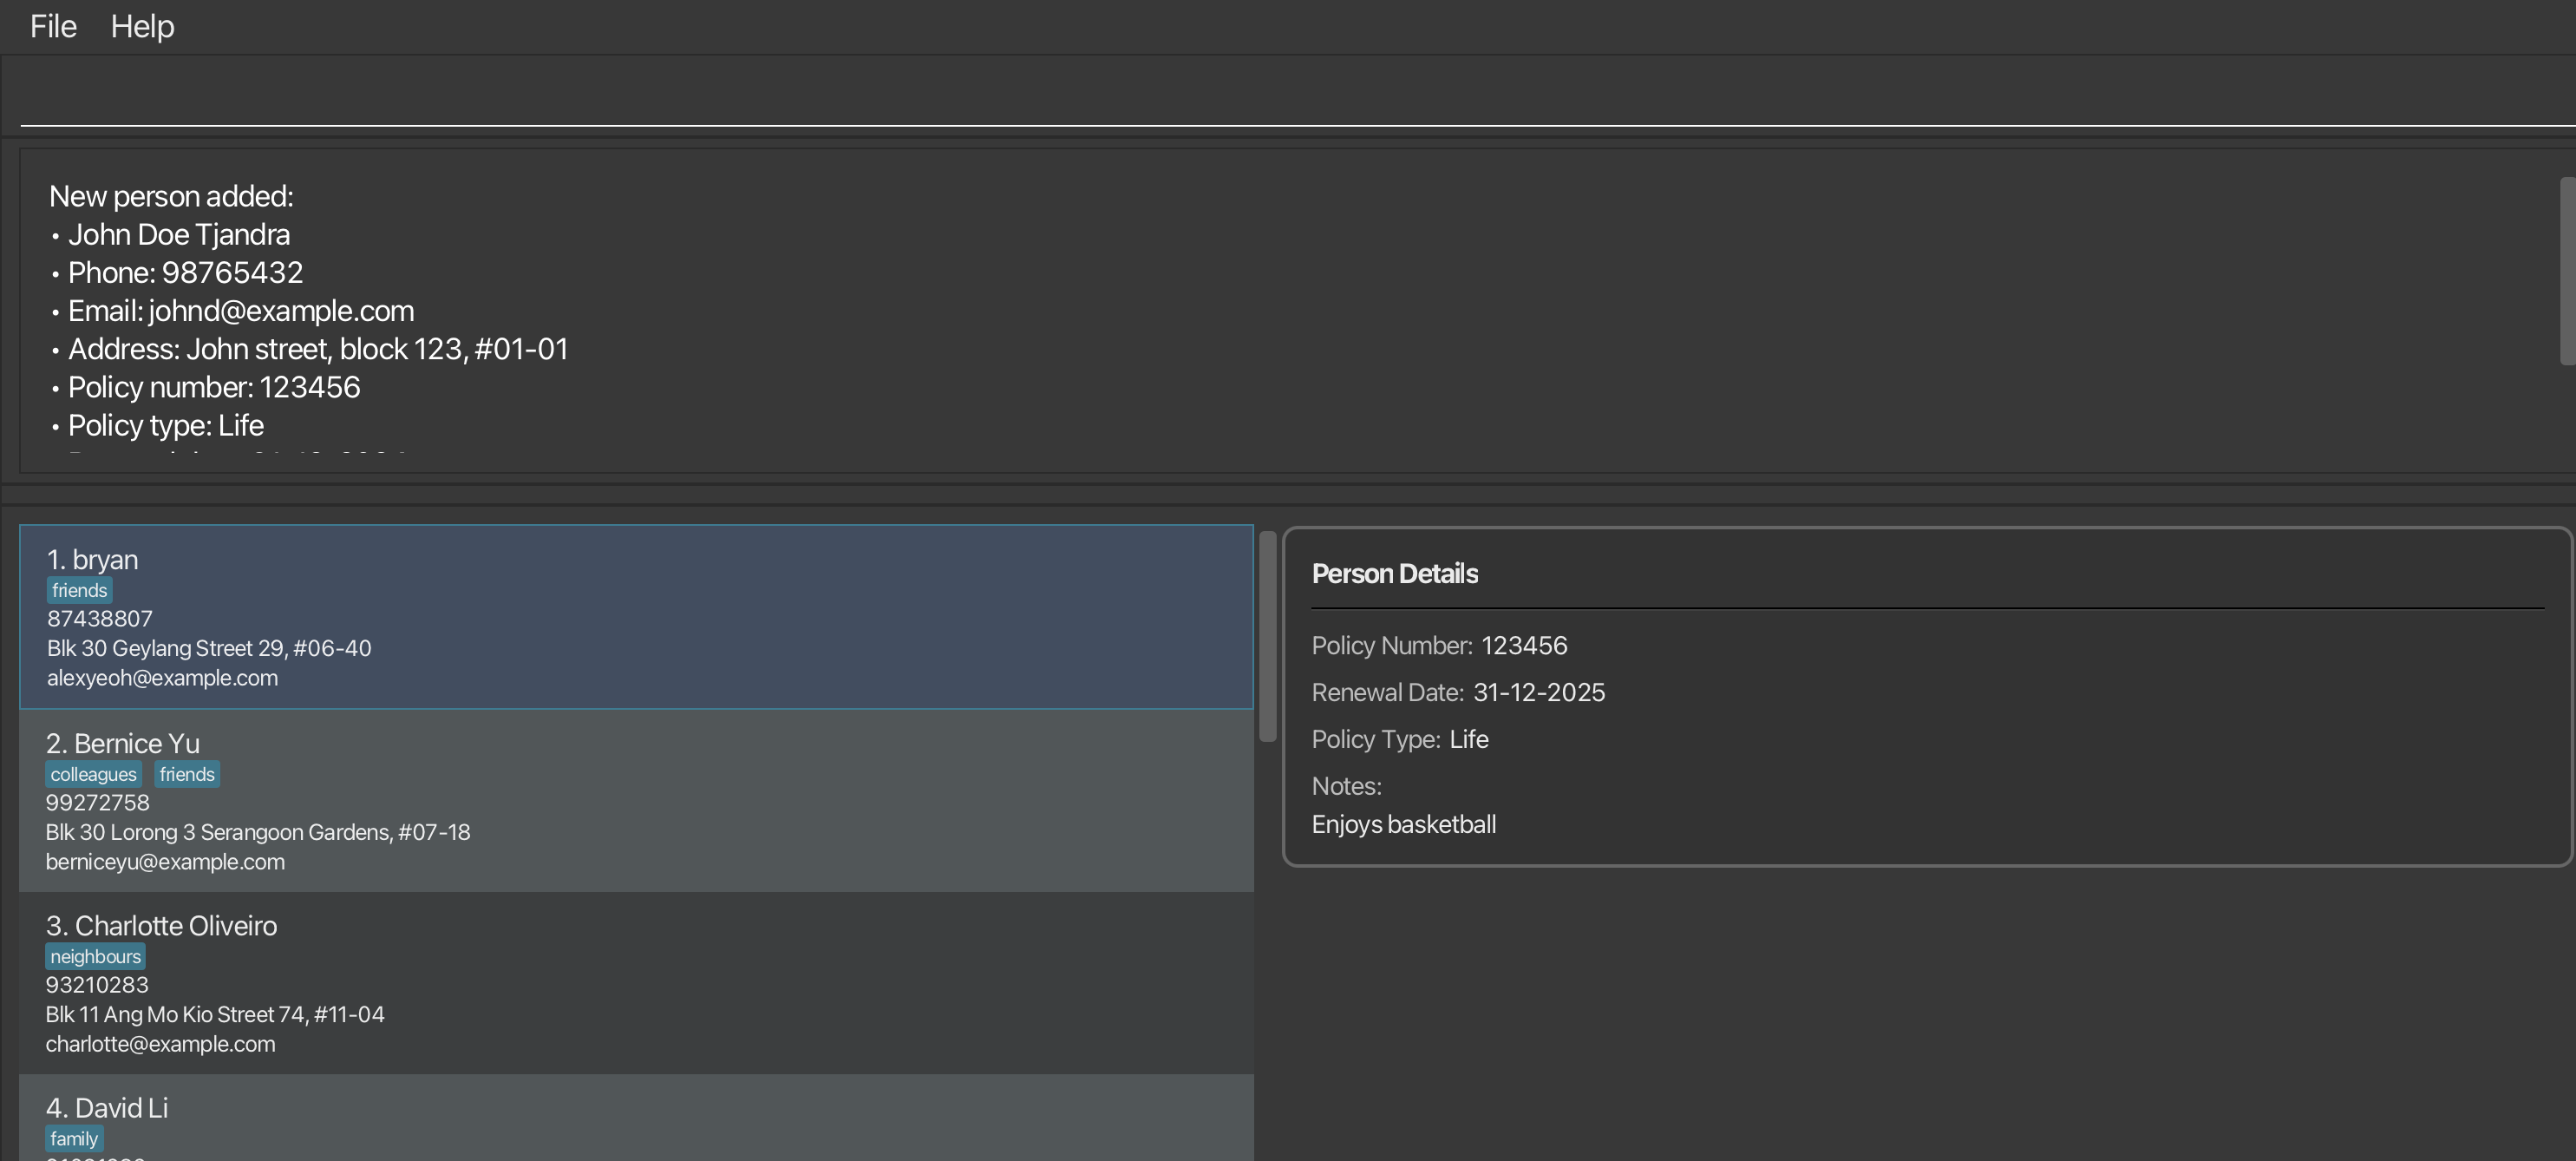 File Help
New person added:
• John Doe Tjandra
• Phone: 98765432
• Email: johnd@example.com
• Address: John street, block 123, #01-01
• Policy number: 123456
• Policy type: Life
1. bryan
friends
87438807
Blk 30 Geylang Street 29, #06-40
alexyeoh@example.com
2. Bernice Yu
colleagues friends
99272758
Blk 30 Lorong 3 Serangoon Gardens, #07-18
berniceyu@example.com
3. Charlotte Oliveiro
neighbours
93210283
Blk 11 Ang Mo Kio Street 74, #11-04
charlotte@example.com
4. David Li
family
Person Details
Policy Number: 123456
Renewal Date: 31-12-2025
Policy Type: Life
Notes:
Enjoys basketball